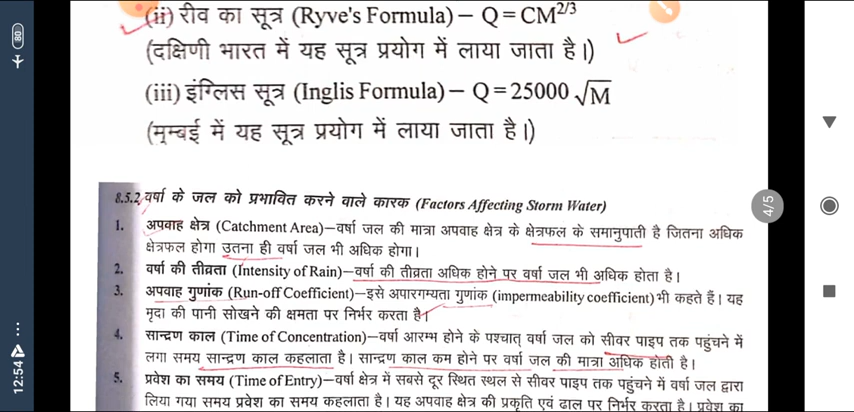 (ii) रीव का सूत्र (Ryve's Formula) – Q = CM^2/3
(दक्षिणी भारत में यह सूत्र प्रयोग में लाया जाता है।)
(iii) इंग्लिस सूत्र (Inglis Formula) – Q = 25000 √M
(मुम्बई में यह सूत्र प्रयोग में लाया जाता है।)
8.5.2 वर्षा के जल को प्रभावित करने वाले कारक (Factors Affecting Storm Water)
1. अपवाह क्षेत्र (Catchment Area)–वर्षा जल की मात्रा अपवाह क्षेत्र के क्षेत्रफल के समानुपाती है जितना अधिक
क्षेत्रफल होगा उतना ही वर्षा जल भी अधिक होगा।
2. वर्षा की तीव्रता (Intensity of Rain)–वर्षा की तीव्रता अधिक होने पर वर्षा जल भी अधिक होता है।
3. अपवाह गुणांक (Run-off Coefficient)–इसे अपारगम्यता गुणांक (impermeability coefficient) भी कहते हैं। यह
मृदा की पानी सोखने की क्षमता पर निर्भर करता है।
4. सान्द्रण काल (Time of Concentration)–वर्षा आरम्भ होने के पश्चात् वर्षा जल को सीवर पाइप तक पहुंचने में
लगा समय सान्द्रण काल कहलाता है। सान्द्रण काल कम होने पर वर्षा जल की मात्रा अधिक होती है।
5. प्रवेश का समय (Time of Entry)–वर्षा क्षेत्र में सबसे दूर स्थित स्थल से सीवर पाइप तक पहुंचने में वर्षा जल द्वारा
लिया गया समय प्रवेश का समय कहलाता है। यह अपवाह क्षेत्र की प्रकृति एवं ढाल पर निर्भर करता है। प्रवेश का
4/5
80
12:54